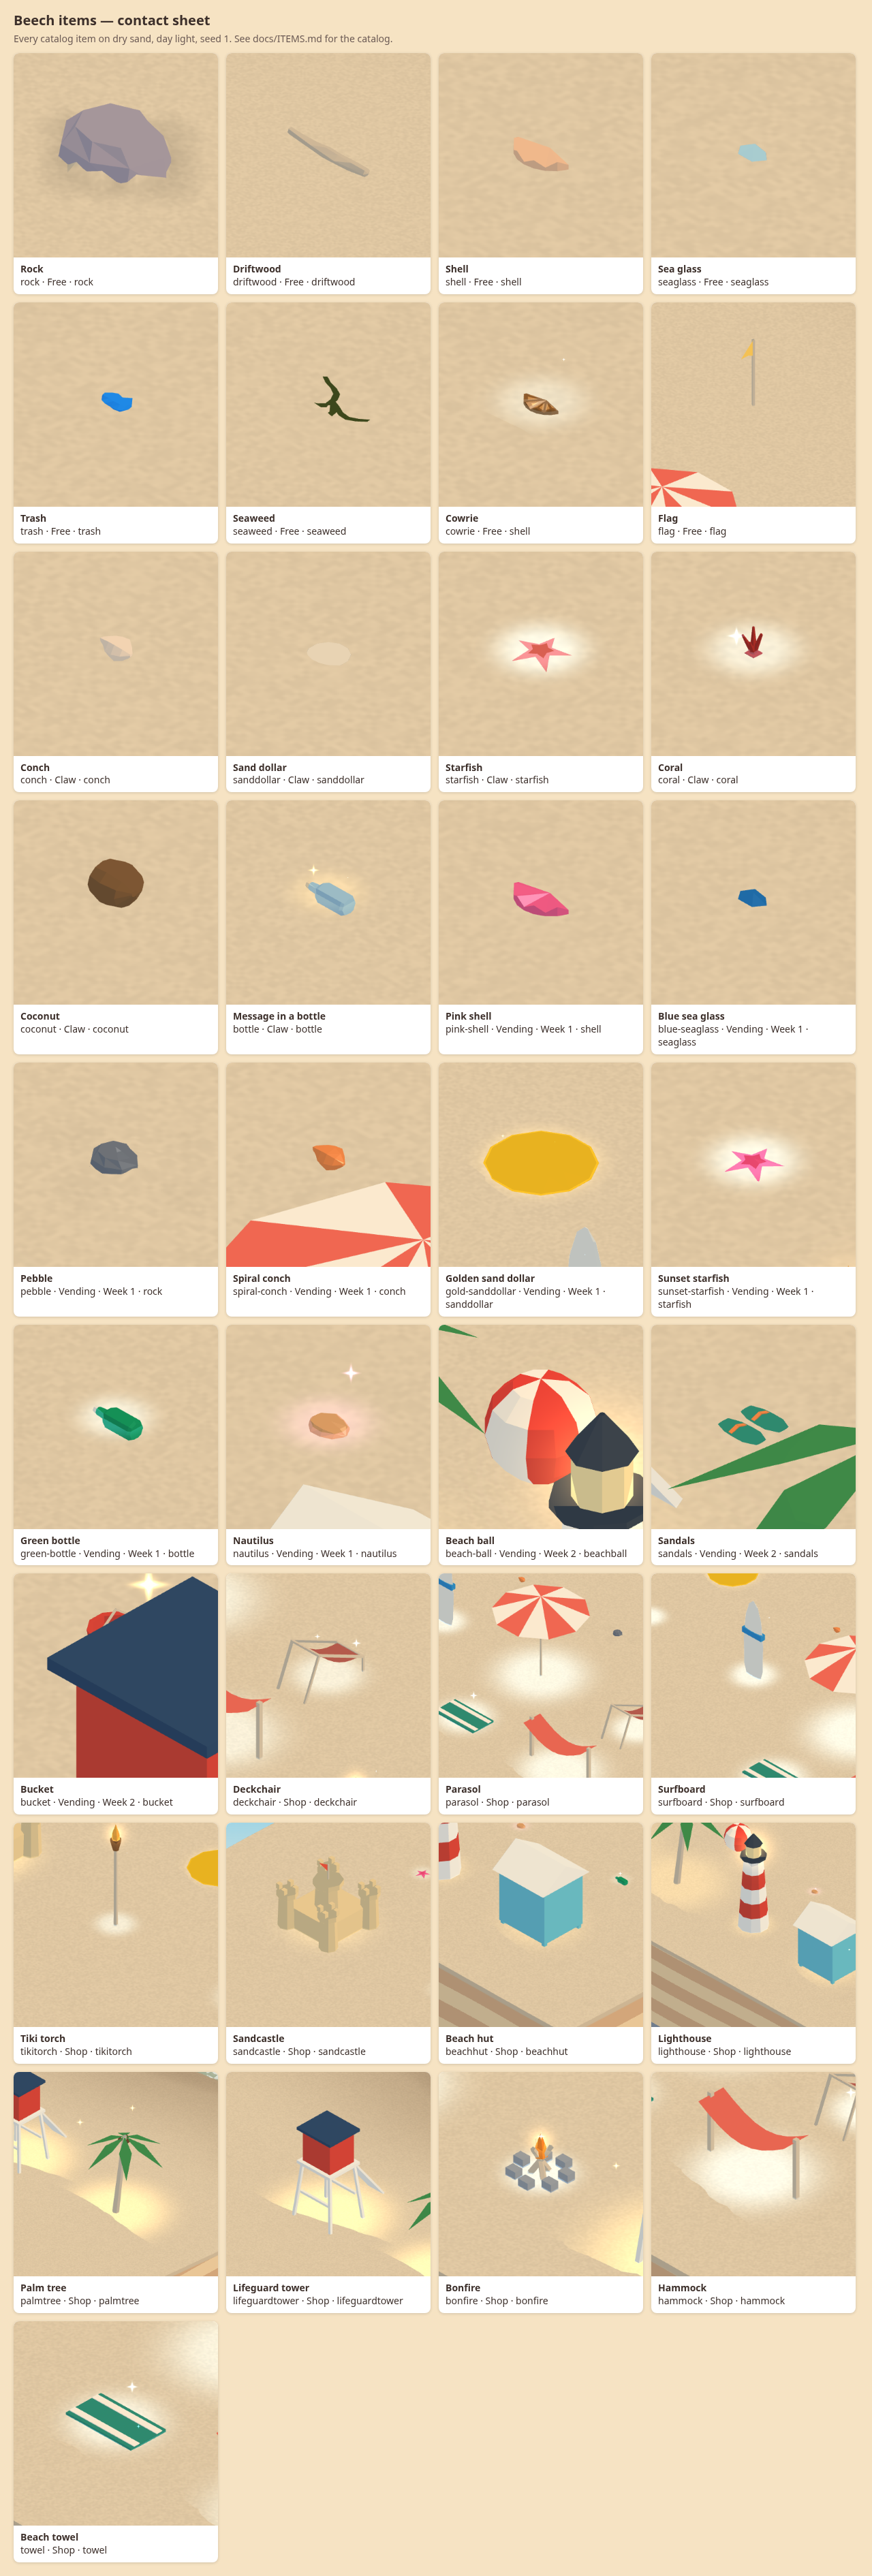 Beech items — contact sheet
Every catalog item on dry sand, day light, seed 1. See docs/ITEMS.md for the catalog.
Rock
rock · Free · rock
Driftwood
driftwood · Free · driftwood
Shell
shell · Free · shell
Sea glass
seaglass · Free · seaglass
Trash
trash · Free · trash
Seaweed
seaweed · Free · seaweed
Cowrie
cowrie · Free · shell
Flag
flag · Free · flag
Conch
conch · Claw · conch
Sand dollar
sanddollar · Claw · sanddollar
Starfish
starfish · Claw · starfish
Coral
coral · Claw · coral
Coconut
coconut · Claw · coconut
Message in a bottle
bottle · Claw · bottle
Pink shell
pink-shell · Vending · Week 1 · shell
Blue sea glass
blue-seaglass · Vending · Week 1 ·
seaglass
Pebble
pebble · Vending · Week 1 · rock
Spiral conch
spiral-conch · Vending · Week 1 · conch
Golden sand dollar
gold-sanddollar · Vending · Week 1 ·
sanddollar
Sunset starfish
sunset-starfish · Vending · Week 1 ·
starfish
Green bottle
green-bottle · Vending · Week 1 · bottle
Nautilus
nautilus · Vending · Week 1 · nautilus
Beach ball
beach-ball · Vending · Week 2 · beachball
Sandals
sandals · Vending · Week 2 · sandals
Bucket
bucket · Vending · Week 2 · bucket
Deckchair
deckchair · Shop · deckchair
Parasol
parasol · Shop · parasol
Surfboard
surfboard · Shop · surfboard
Tiki torch
tikitorch · Shop · tikitorch
Sandcastle
sandcastle · Shop · sandcastle
Beach hut
beachhut · Shop · beachhut
Lighthouse
lighthouse · Shop · lighthouse
Palm tree
palmtree · Shop · palmtree
Lifeguard tower
lifeguardtower · Shop · lifeguardtower
Bonfire
bonfire · Shop · bonfire
Hammock
hammock · Shop · hammock
Beach towel
towel · Shop · towel